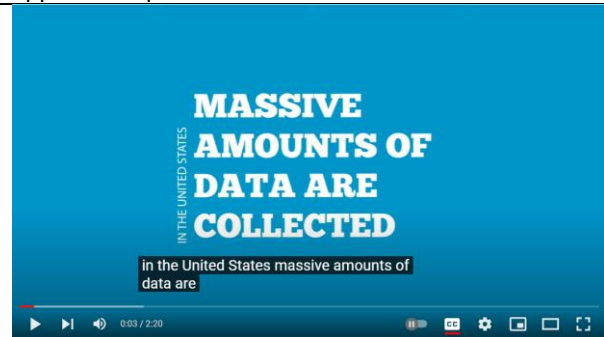 IN THE UNITED STATES
MASSIVE
AMOUNTS OF
DATA ARE
COLLECTED
in the United States massive amounts of
data are
0:03 / 2:20
CC